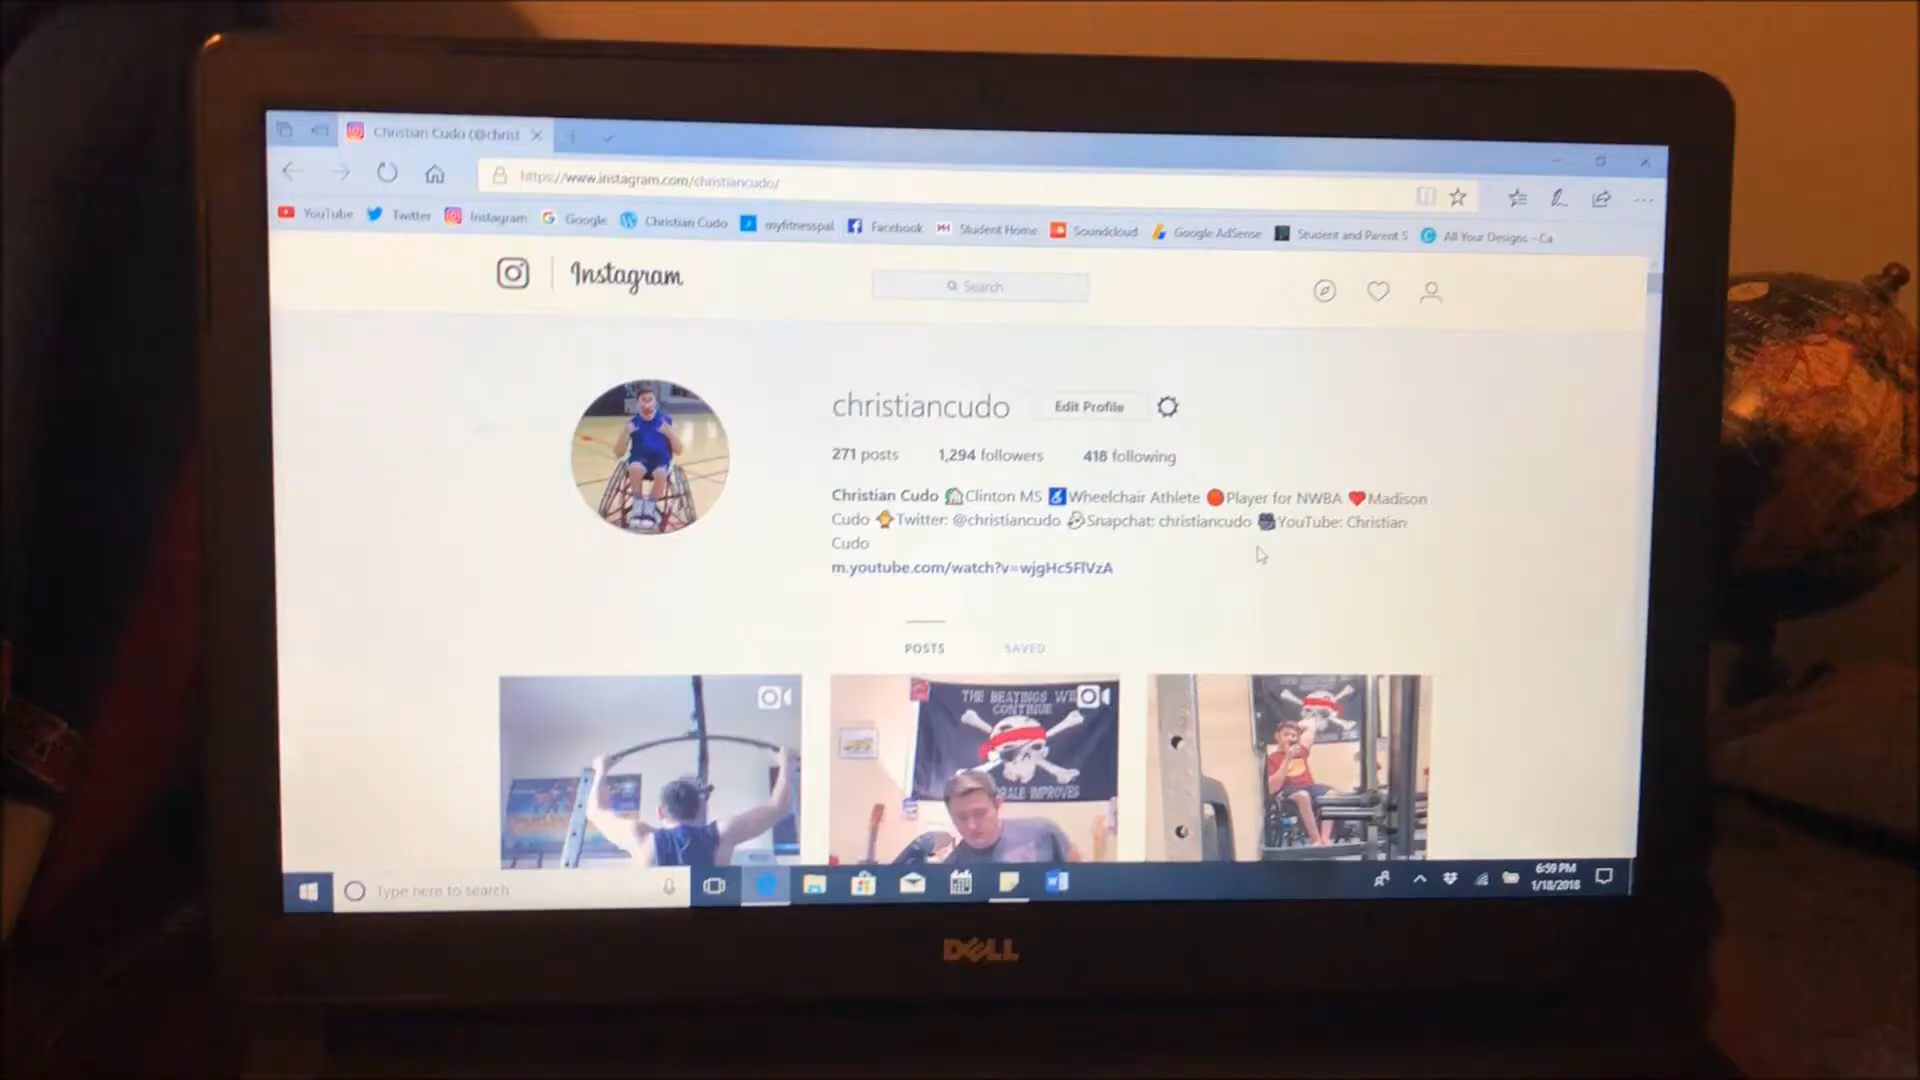 Christian Cudo (@christ
https://www.instagram.com/christiancudo/
YouTube Twitter Instagram Google Christian Cudo myfitnesspal Facebook Student Home Soundcloud Google AdSense Student and Parent S All Your Designs – Ca
Instagram
Search
christiancudo Edit Profile
271 posts 1,294 followers 418 following
Christian Cudo Clinton MS Wheelchair Athlete Player for NWBA Madison
Cudo Twitter: @christiancudo Snapchat: christiancudo YouTube: Christian
Cudo
m.youtube.com/watch?v=wjgHc5FlVzA
POSTS SAVED
THE BEATINGS WI
CONTINUE
RALE IMPROVES
Type here to search
6:59 PM
1/18/2018
DELL